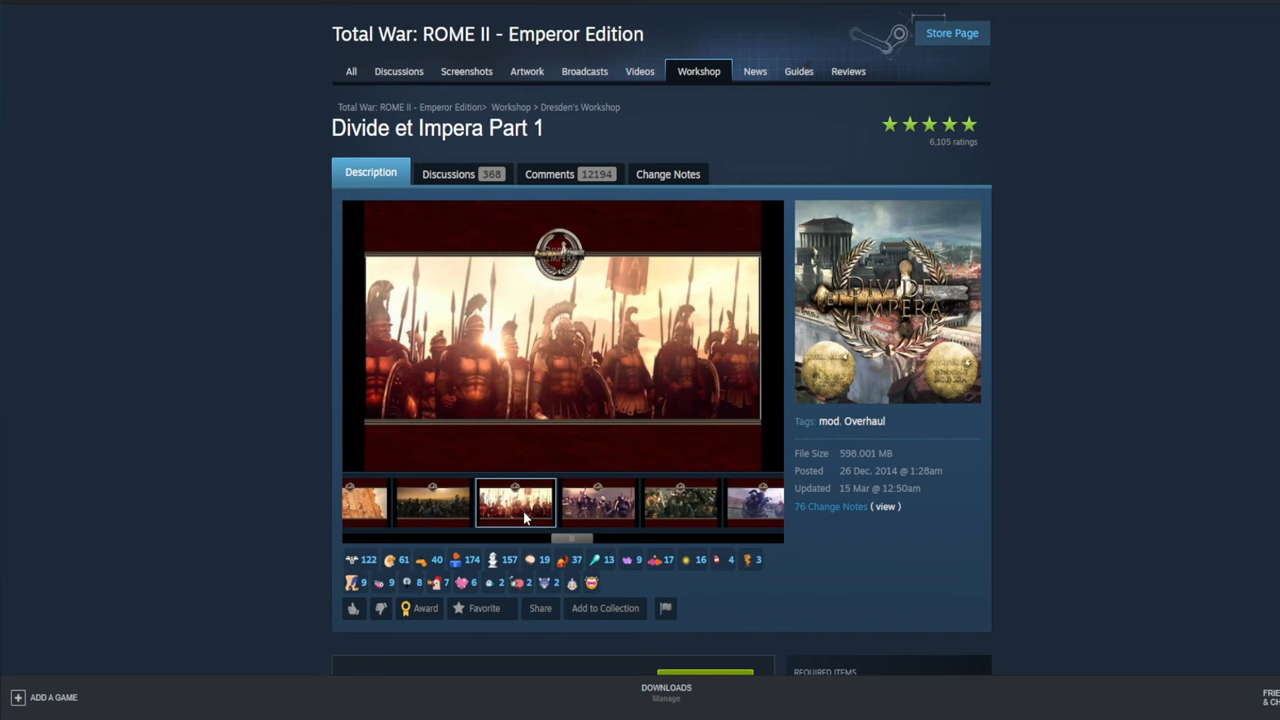 Total War: ROME II - Emperor Edition
Store Page
All Discussions Screenshots Artwork Broadcasts Videos Workshop News Guides Reviews
Total War: ROME II - Emperor Edition> Workshop > Dresden's Workshop
Divide et Impera Part 1
6,105 ratings
Description Discussions 368 Comments 12194 Change Notes
DIVIDE
ET IMPERA
Tags: mod, Overhaul
File Size 598.001 MB
Posted 26 Dec, 2014 @ 1:28am
Updated 15 Mar @ 12:50am
76 Change Notes ( view )
122 61 40 174 157 19 37 13 9 17 16 4 3
9 9 8 7 6 2 2 2
Award Favorite Share Add to Collection
REQUIRED ITEMS
ADD A GAME
DOWNLOADS
Manage
FRIE
& CH